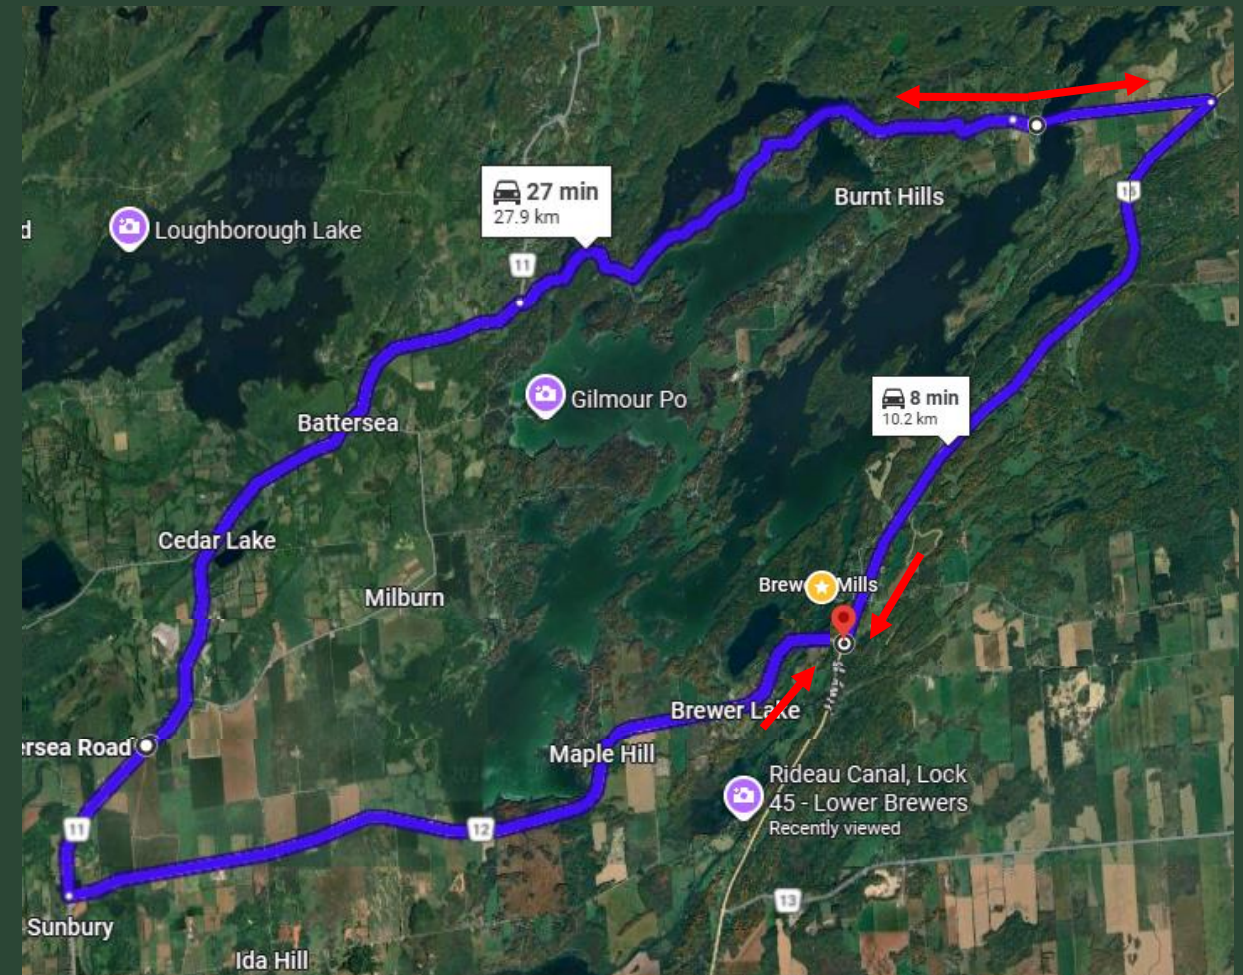 27 min
27.9 km
Burnt Hills
15
d
Loughborough Lake
11
Gilmour Po
8 min
10.2 km
Battersea
Cedar Lake
Milburn
Brewe Mills
Brewer Lake
ersea Road
Maple Hill
Rideau Canal, Lock
45 - Lower Brewers
Recently viewed
11
12
13
Sunbury
Ida Hill